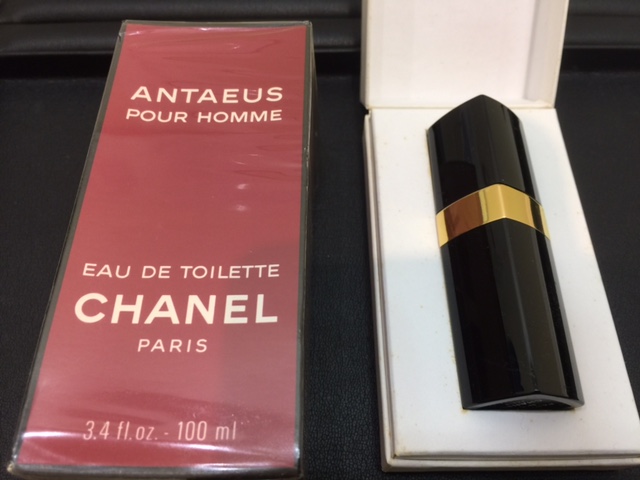 ANTAEUS
POUR HOMME
EAU DE TOILETTE
CHANEL
PARIS
3.4 fl. oz. - 100 ml